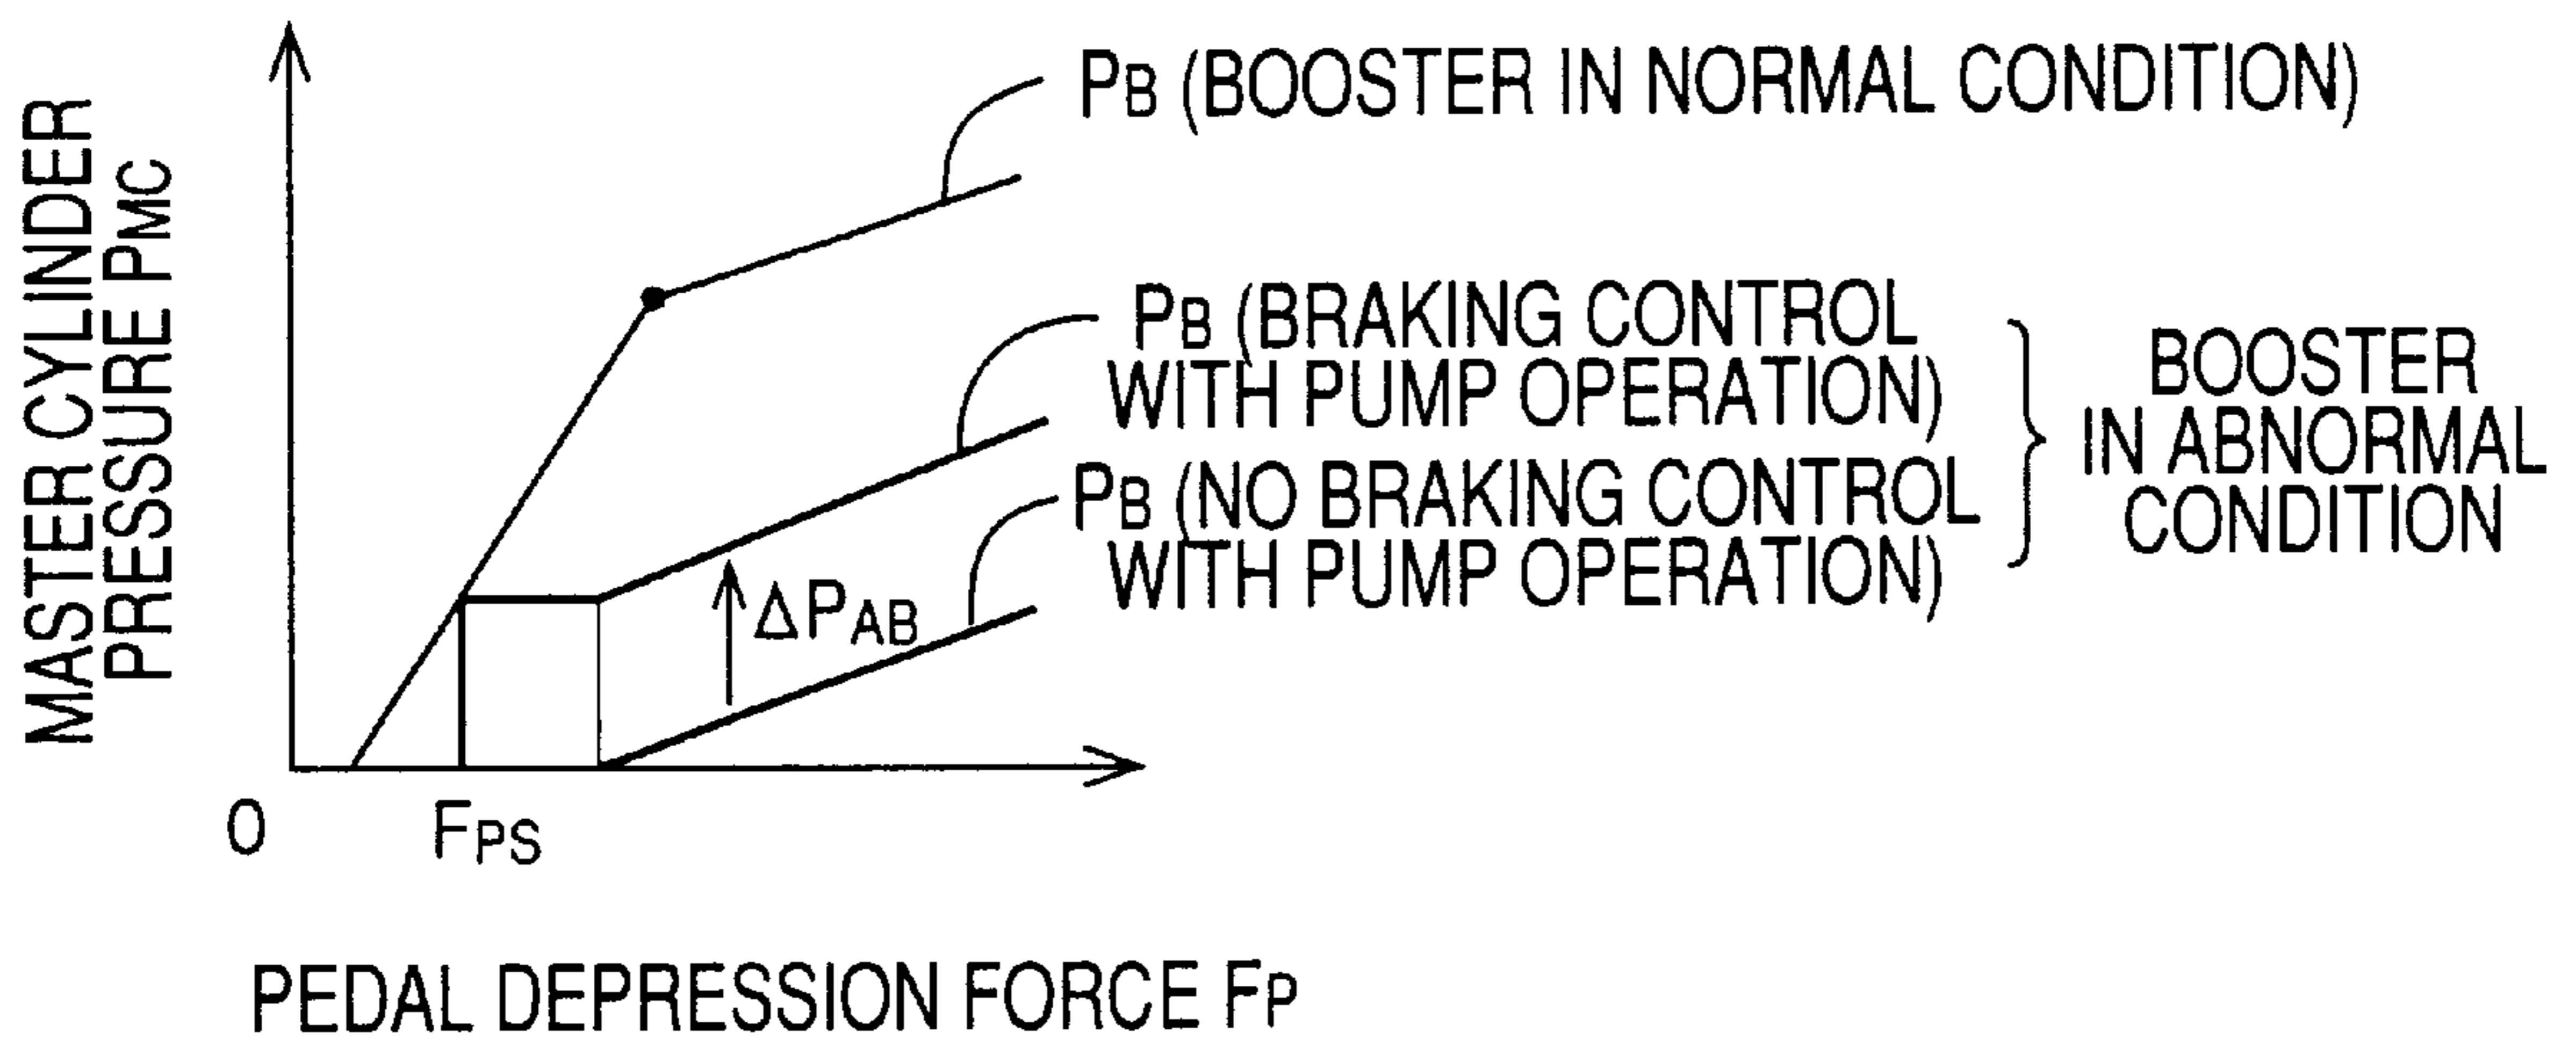 MASTER CYLINDER
PRESSURE PMC
PB (BOOSTER IN NORMAL CONDITION)
PB (BRAKING CONTROL
WITH PUMP OPERATION)
PB (NO BRAKING CONTROL
WITH PUMP OPERATION)
BOOSTER
IN ABNORMAL
CONDITION
ΔPAB
0
FPS
PEDAL DEPRESSION FORCE FP